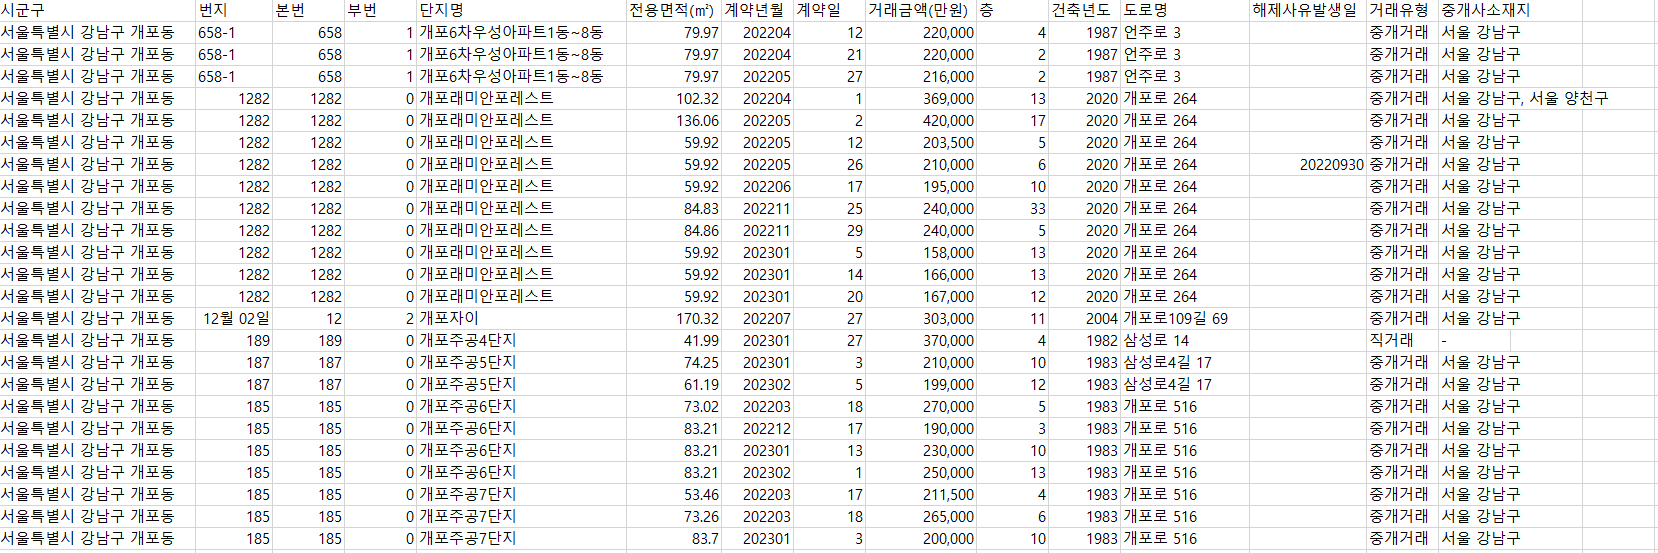 시군구 번지 본번 부번 단지명 전용면적(㎡) 계약년월 계약일 거래금액(만원) 층 건축년도 도로명 해제사유발생일 거래유형 중개사소재지
서울특별시 강남구 개포동 658-1 658 1 개포6차우성아파트1동~8동 79.97 202204 12 220,000 4 1987 언주로 3 중개거래 서울 강남구
서울특별시 강남구 개포동 658-1 658 1 개포6차우성아파트1동~8동 79.97 202204 21 220,000 2 1987 언주로 3 중개거래 서울 강남구
서울특별시 강남구 개포동 658-1 658 1 개포6차우성아파트1동~8동 79.97 202205 27 216,000 2 1987 언주로 3 중개거래 서울 강남구
서울특별시 강남구 개포동 1282 1282 0 개포래미안포레스트 102.32 202204 1 369,000 13 2020 개포로 264 중개거래 서울 강남구, 서울 양천구
서울특별시 강남구 개포동 1282 1282 0 개포래미안포레스트 136.06 202205 2 420,000 17 2020 개포로 264 중개거래 서울 강남구
서울특별시 강남구 개포동 1282 1282 0 개포래미안포레스트 59.92 202205 12 203,500 5 2020 개포로 264 중개거래 서울 강남구
서울특별시 강남구 개포동 1282 1282 0 개포래미안포레스트 59.92 202205 26 210,000 6 2020 개포로 264 20220930 중개거래 서울 강남구
서울특별시 강남구 개포동 1282 1282 0 개포래미안포레스트 59.92 202206 17 195,000 10 2020 개포로 264 중개거래 서울 강남구
서울특별시 강남구 개포동 1282 1282 0 개포래미안포레스트 84.83 202211 25 240,000 33 2020 개포로 264 중개거래 서울 강남구
서울특별시 강남구 개포동 1282 1282 0 개포래미안포레스트 84.86 202211 29 240,000 5 2020 개포로 264 중개거래 서울 강남구
서울특별시 강남구 개포동 1282 1282 0 개포래미안포레스트 59.92 202301 5 158,000 13 2020 개포로 264 중개거래 서울 강남구
서울특별시 강남구 개포동 1282 1282 0 개포래미안포레스트 59.92 202301 14 166,000 13 2020 개포로 264 중개거래 서울 강남구
서울특별시 강남구 개포동 1282 1282 0 개포래미안포레스트 59.92 202301 20 167,000 12 2020 개포로 264 중개거래 서울 강남구
서울특별시 강남구 개포동 12월 02일 12 2 개포자이 170.32 202207 27 303,000 11 2004 개포로109길 69 중개거래 서울 강남구
서울특별시 강남구 개포동 189 189 0 개포주공4단지 41.99 202301 27 370,000 4 1982 삼성로 14 직거래 -
서울특별시 강남구 개포동 187 187 0 개포주공5단지 74.25 202301 3 210,000 10 1983 삼성로4길 17 중개거래 서울 강남구
서울특별시 강남구 개포동 187 187 0 개포주공5단지 61.19 202302 5 199,000 12 1983 삼성로4길 17 중개거래 서울 강남구
서울특별시 강남구 개포동 185 185 0 개포주공6단지 73.02 202203 18 270,000 5 1983 개포로 516 중개거래 서울 강남구
서울특별시 강남구 개포동 185 185 0 개포주공6단지 83.21 202212 17 190,000 3 1983 개포로 516 중개거래 서울 강남구
서울특별시 강남구 개포동 185 185 0 개포주공6단지 83.21 202301 13 230,000 10 1983 개포로 516 중개거래 서울 강남구
서울특별시 강남구 개포동 185 185 0 개포주공6단지 83.21 202302 1 250,000 13 1983 개포로 516 중개거래 서울 강남구
서울특별시 강남구 개포동 185 185 0 개포주공7단지 53.46 202203 17 211,500 4 1983 개포로 516 중개거래 서울 강남구
서울특별시 강남구 개포동 185 185 0 개포주공7단지 73.26 202203 18 265,000 6 1983 개포로 516 중개거래 서울 강남구
서울특별시 강남구 개포동 185 185 0 개포주공7단지 83.7 202301 3 200,000 10 1983 개포로 516 중개거래 서울 강남구